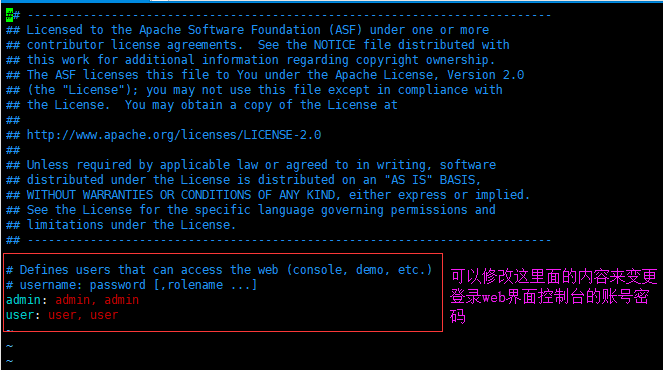 ## ---------------------------------------------------------------------------
## Licensed to the Apache Software Foundation (ASF) under one or more
## contributor license agreements.  See the NOTICE file distributed with
## this work for additional information regarding copyright ownership.
## The ASF licenses this file to You under the Apache License, Version 2.0
## (the "License"); you may not use this file except in compliance with
## the License.  You may obtain a copy of the License at
##
## http://www.apache.org/licenses/LICENSE-2.0
##
## Unless required by applicable law or agreed to in writing, software
## distributed under the License is distributed on an "AS IS" BASIS,
## WITHOUT WARRANTIES OR CONDITIONS OF ANY KIND, either express or implied.
## See the License for the specific language governing permissions and
## limitations under the License.
## ---------------------------------------------------------------------------
# Defines users that can access the web (console, demo, etc.)
# username: password [,rolename ...]
admin: admin, admin
user: user, user
~
~
~
可以修改这里面的内容来变更
登录web界面控制台的账号密
码